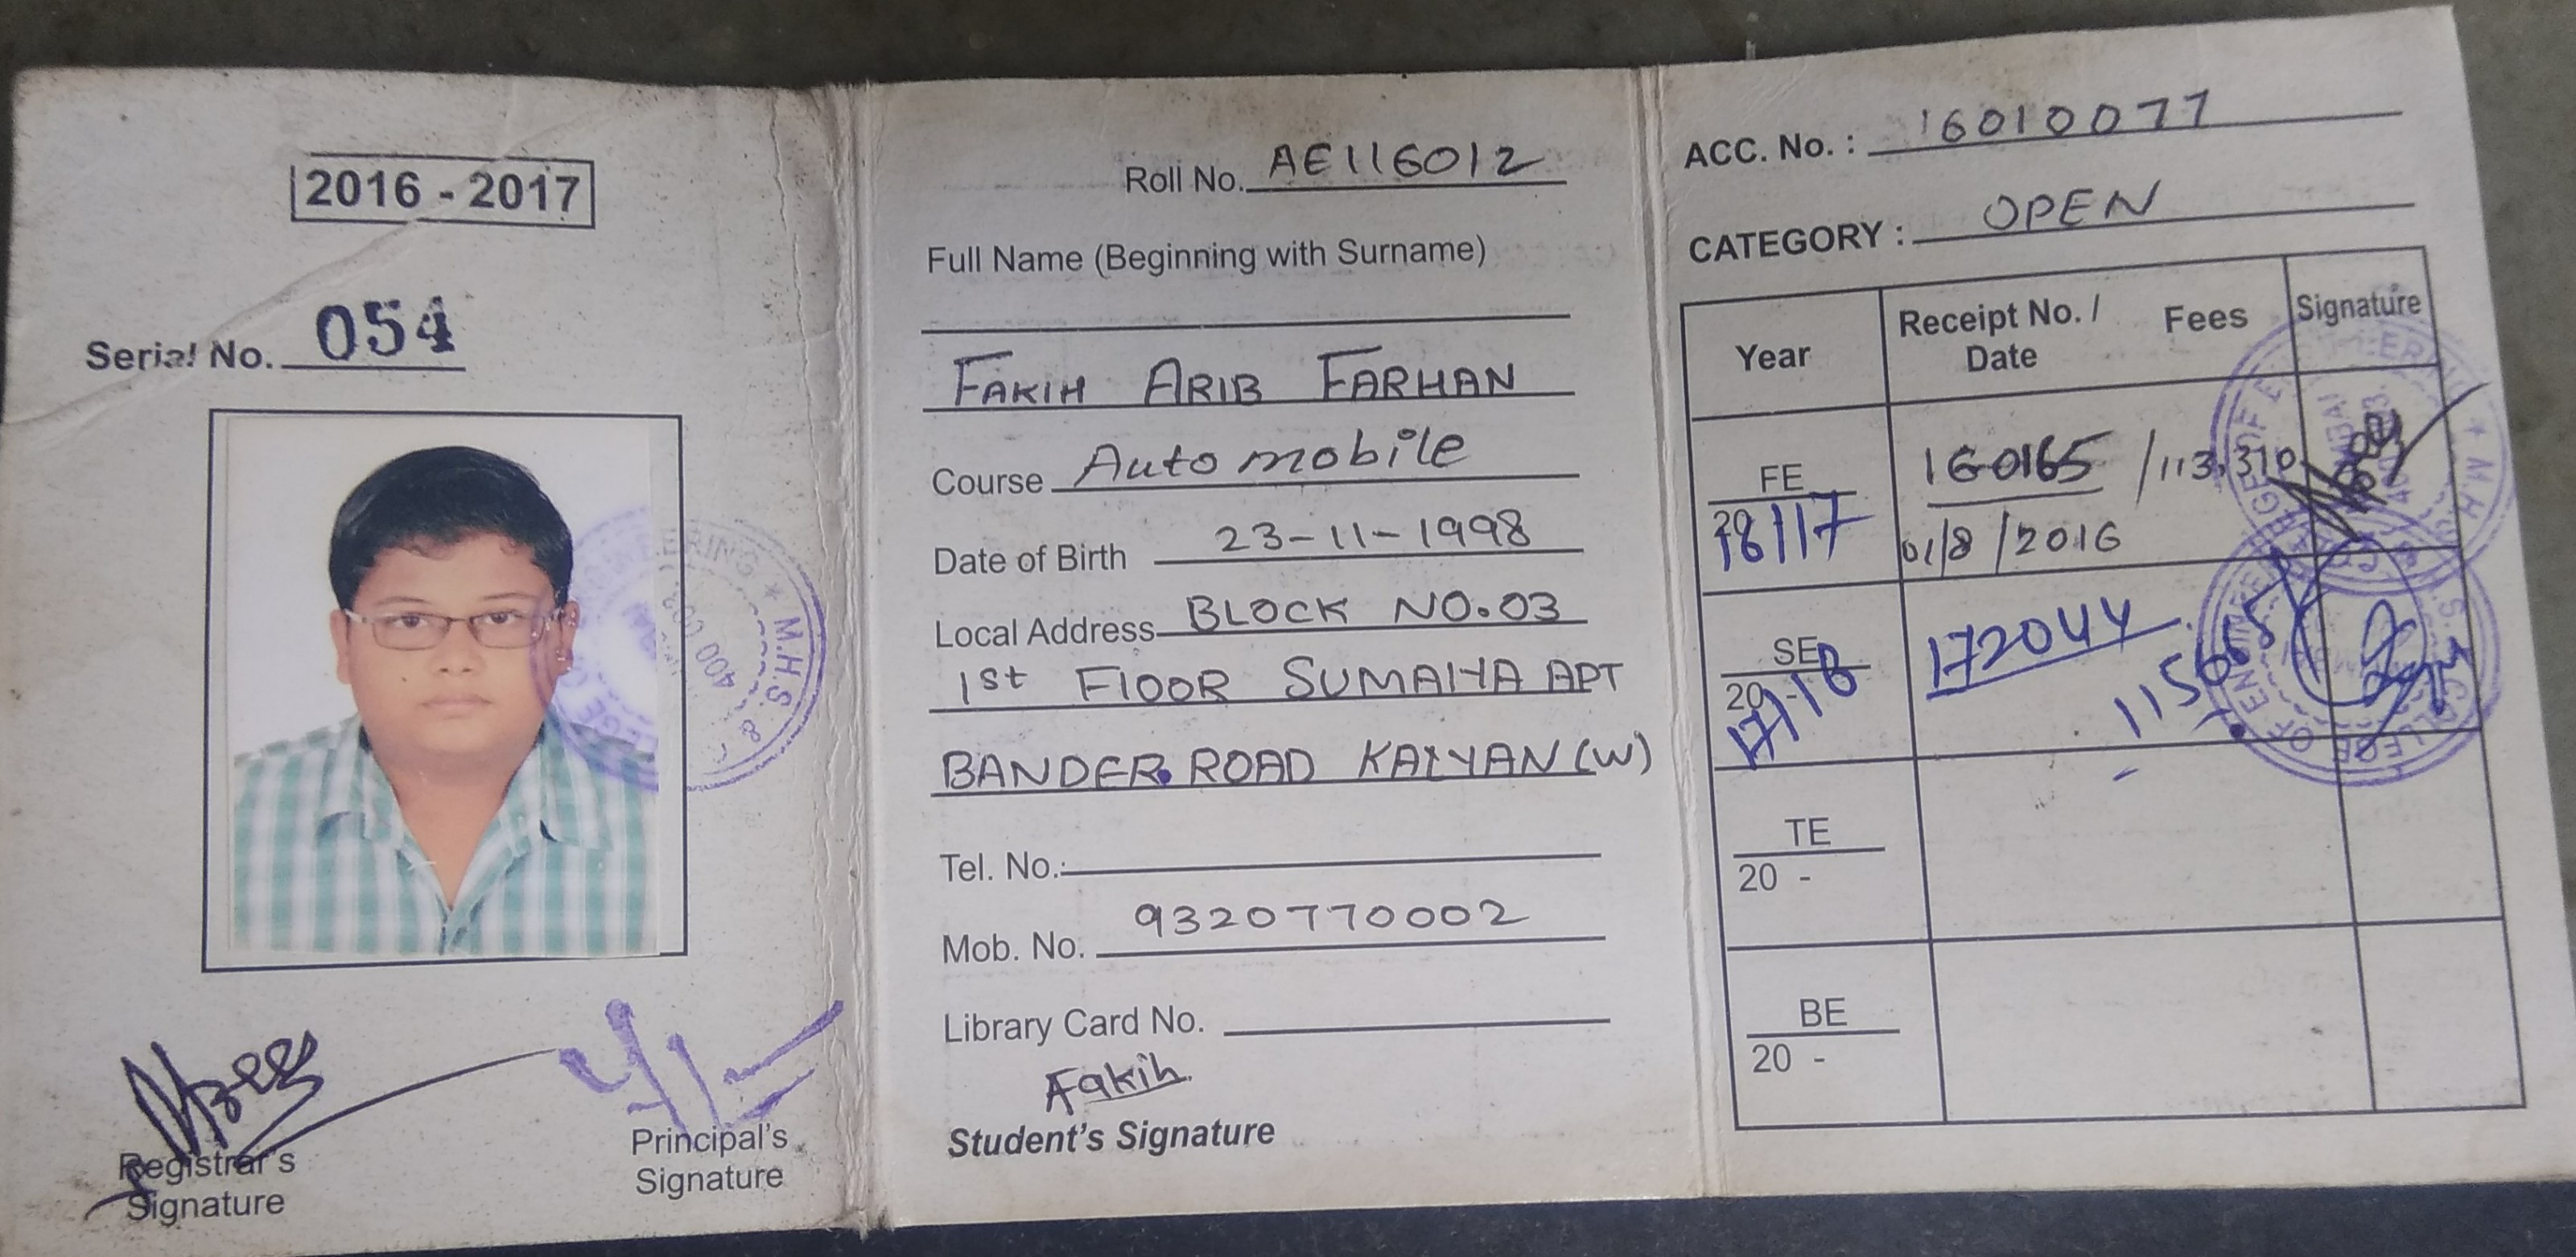 2016 - 2017
Serial No. 054
ENGINEERING * M.H.S.
400
Registrar's
Signature
Principal's
Signature
Roll No. AE116012
Full Name (Beginning with Surname)
FAKIH ARIB FARHAN
Course Automobile
Date of Birth 23-11-1998
Local Address BLOCK NO.03
1st FLOOR SUMAIYA APT
BANDER ROAD KALYAN (W)
Tel. No.:
Mob. No. 9320770002
Library Card No.
Fakih
Student's Signature
ACC. No. : 16010077
CATEGORY : OPEN
Year Receipt No. / Date Fees Signature
FE 160165 / 113,310
20 01/8/2016
SE 172044
20 17/18
TE
20 -
BE
20 -